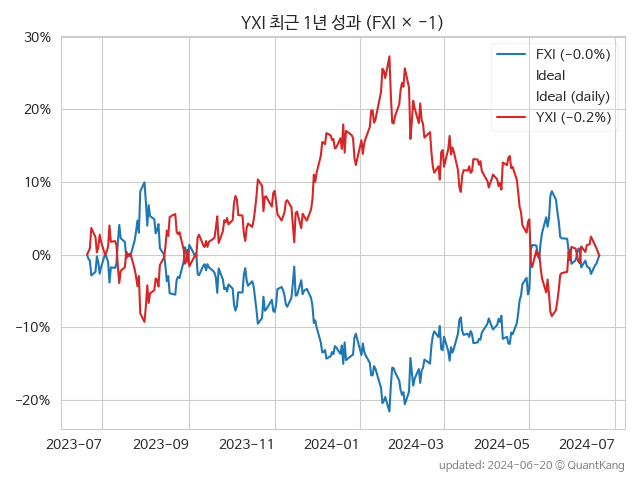 YXI 최근 1년 성과 (FXI × −1)
30%
20%
10%
0%
−10%
−20%
FXI (−0.0%)
Ideal
Ideal (daily)
YXI (−0.2%)
2023-07 2023-09 2023-11 2024-01 2024-03 2024-05 2024-07
updated: 2024-06-20 © QuantKang